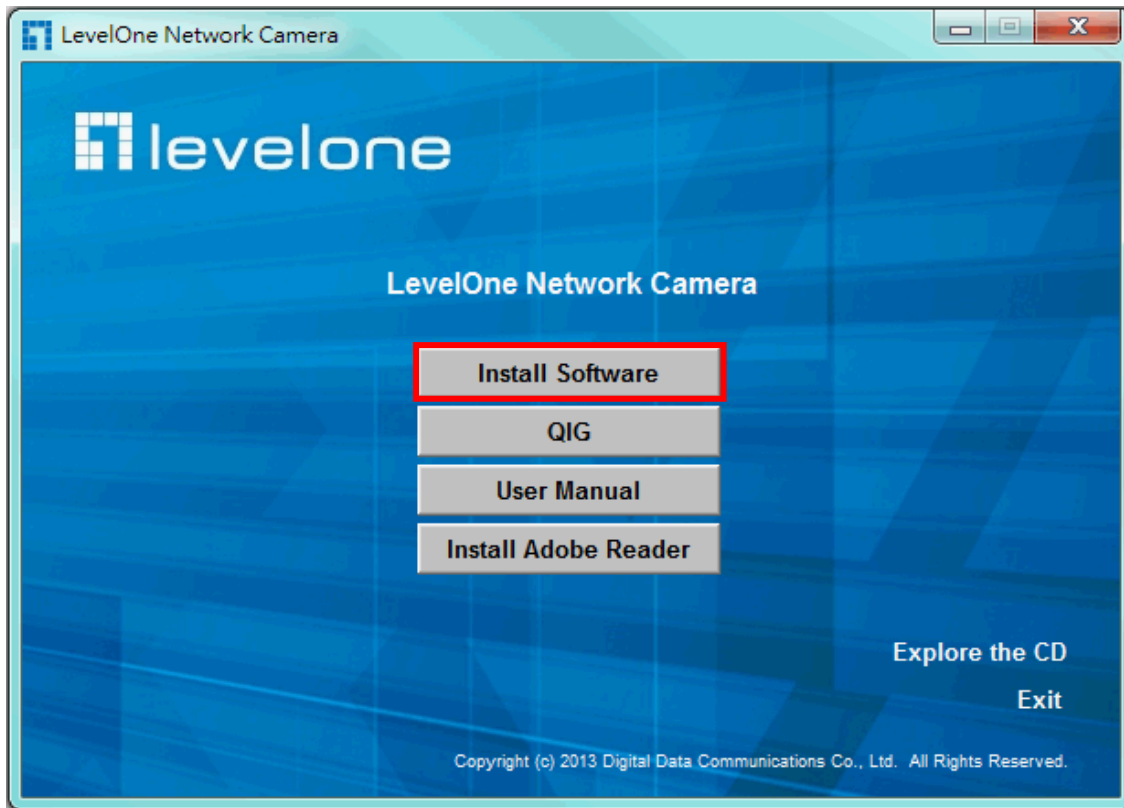 LevelOne Network Camera
levelone
LevelOne Network Camera
Install Software
QIG
User Manual
Install Adobe Reader
Explore the CD
Exit
Copyright (c) 2013 Digital Data Communications Co., Ltd. All Rights Reserved.